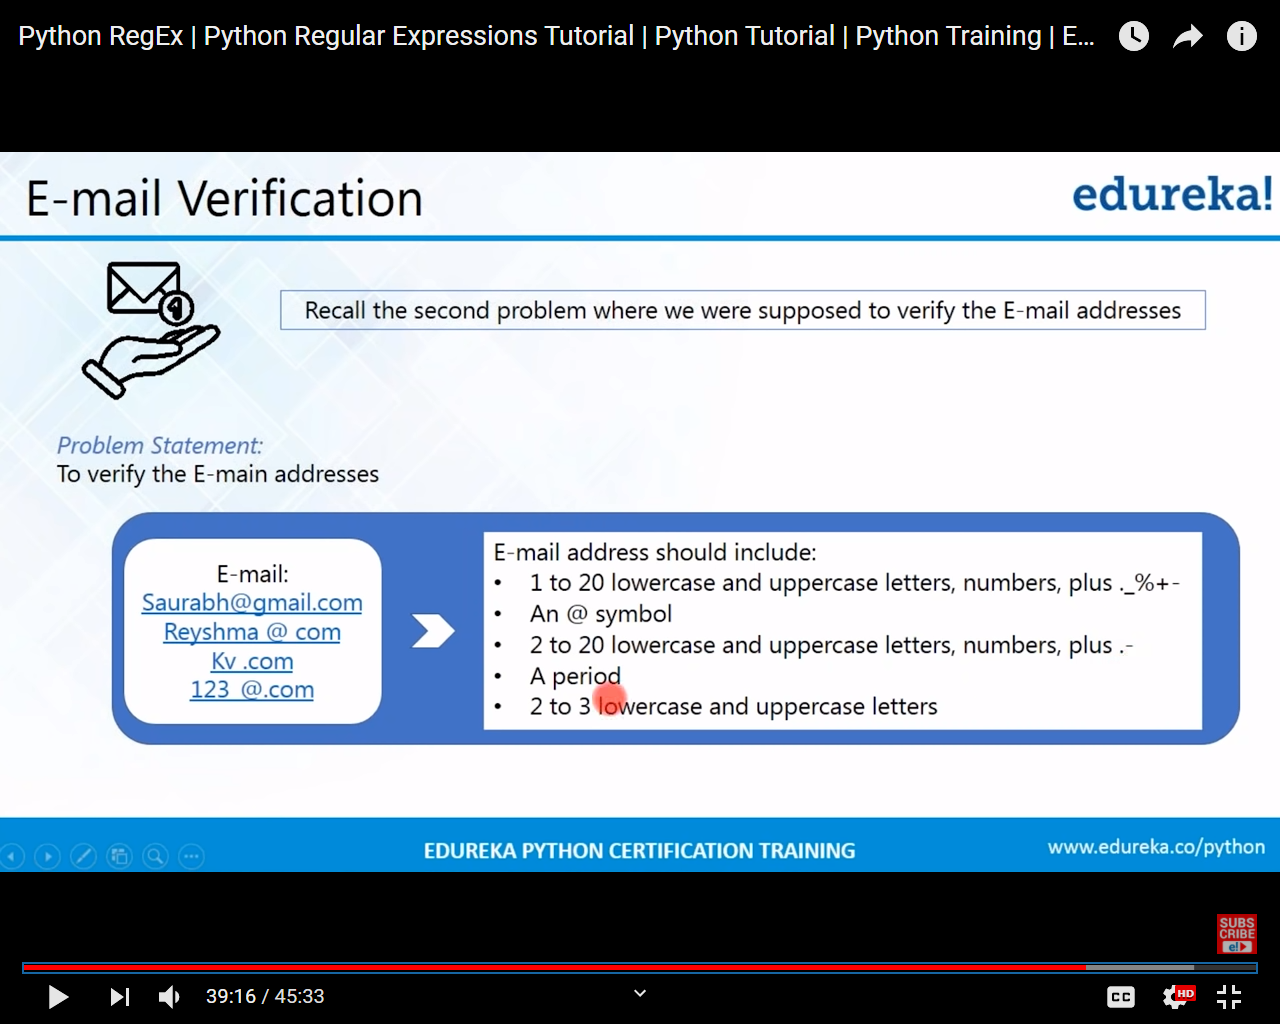 Python RegEx | Python Regular Expressions Tutorial | Python Tutorial | Python Training | E...
E-mail Verification
edureka!
Recall the second problem where we were supposed to verify the E-mail addresses
Problem Statement:
To verify the E-main addresses
E-mail:
Saurabh@gmail.com
Reyshma @ com
Kv .com
123 @.com
E-mail address should include:
• 1 to 20 lowercase and uppercase letters, numbers, plus ._%+-
• An @ symbol
• 2 to 20 lowercase and uppercase letters, numbers, plus .-
• A period
• 2 to 3 lowercase and uppercase letters
EDUREKA PYTHON CERTIFICATION TRAINING
www.edureka.co/python
SUBS
CRIBE
e!
39:16 / 45:33
CC
HD